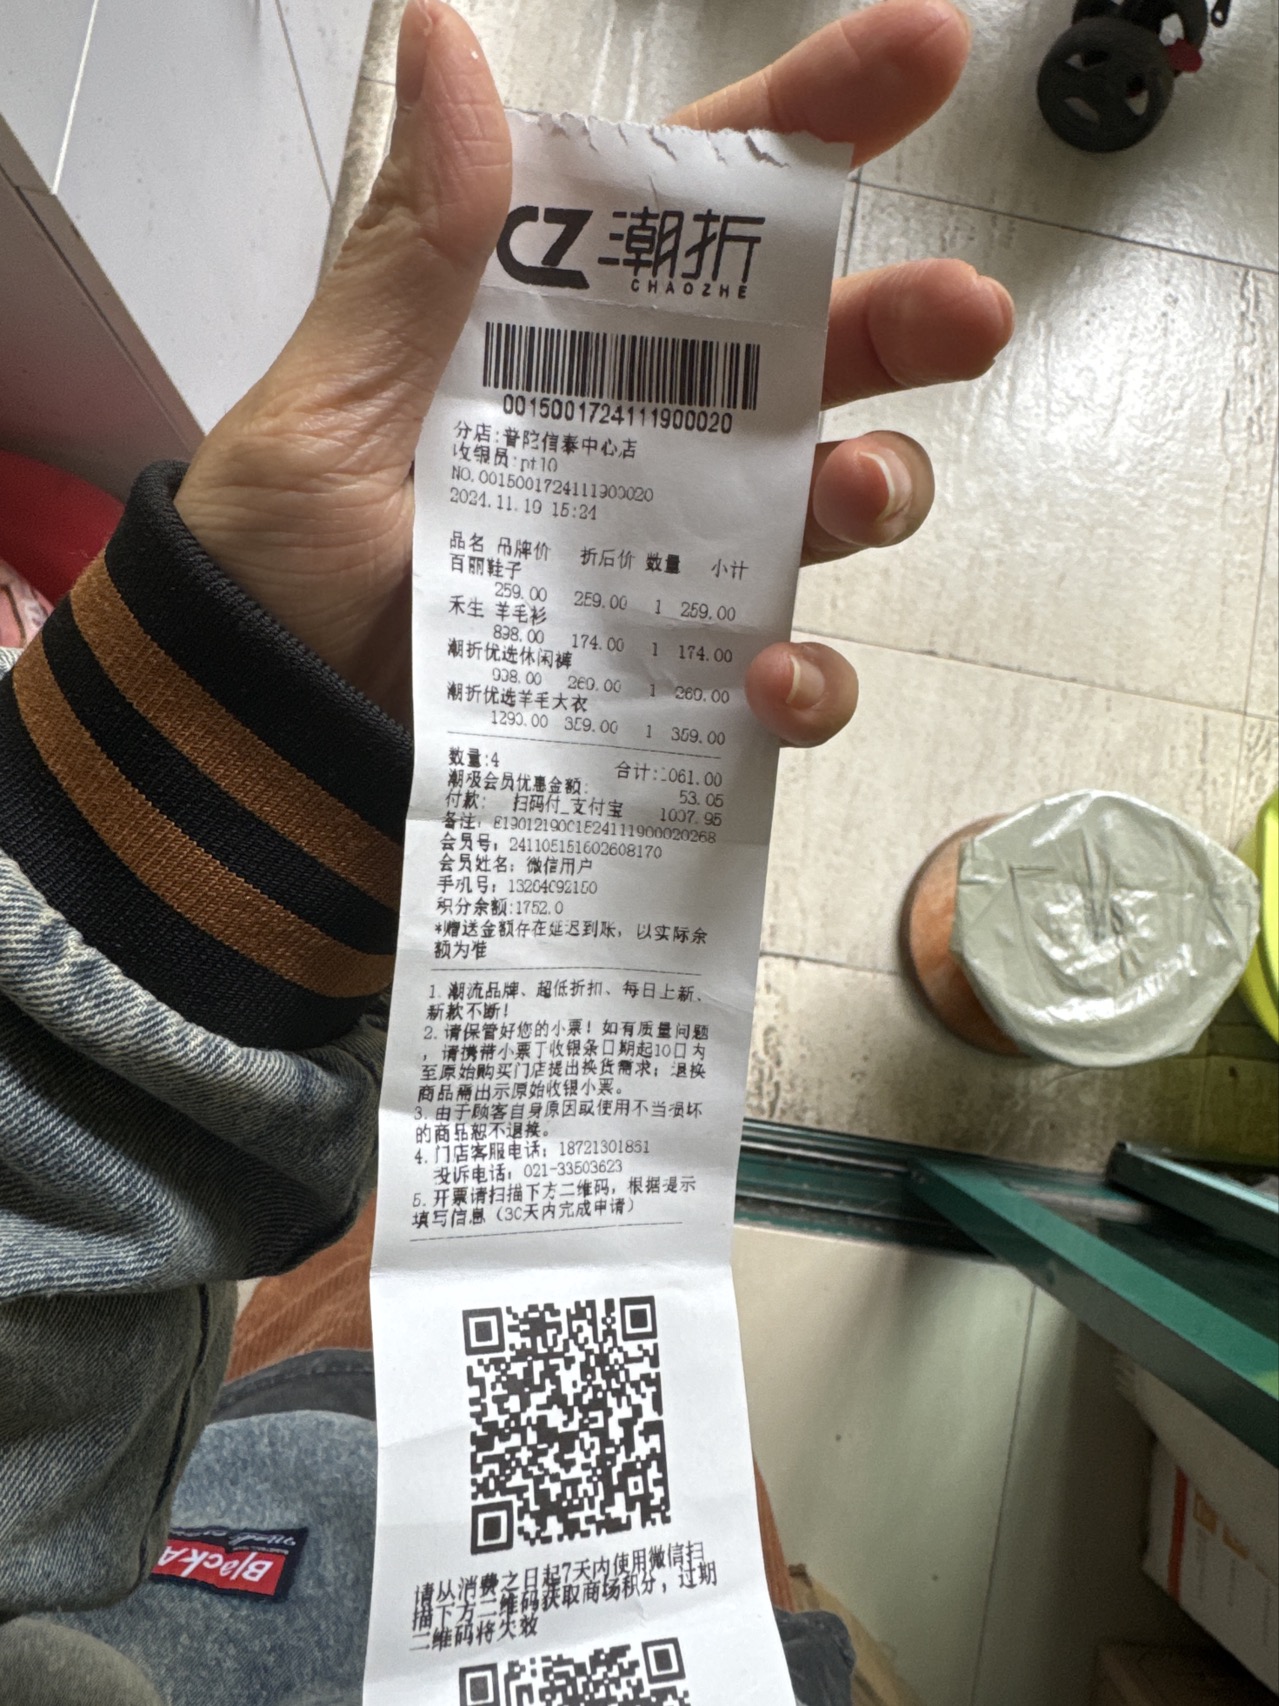 CZ 潮折
CHAOZHE
001500172411190020
分店:普陀信泰中心店
收银员:pt10
NO.001500172411190020
2024.11.19 15:24
品名 吊牌价 折后价 数量 小计
百丽鞋子
259.00 259.00 1 259.00
禾生 羊毛衫
898.00 174.00 1 174.00
潮折优选休闲裤
998.00 269.00 1 269.00
潮折优选羊毛大衣
1290.00 359.00 1 359.00
数量:4 合计:1061.00
潮极会员优惠金额: 53.05
付款: 扫码付_支付宝 1007.95
备注:
会员号: 241105151602608170
会员姓名: 微信用户
手机号:
积分余额:1752.0
*赠送金额存在延迟到账, 以实际余
额为准
1. 潮流品牌、超低折扣、每日上新、
新款不断!
2. 请保管好您的小票! 如有质量问题
, 请携带小票于收银条日期起10日内
至原始购买门店提出换货需求; 退换
商品需出示原始收银小票。
3. 由于顾客自身原因或使用不当损坏
的商品恕不退换。
4. 门店客服电话: 18721301861
投诉电话: 021-33503623
5. 开票请扫描下方二维码, 根据提示
填写信息 (30天内完成申请)
请从消费之日起7天内使用微信扫
描下方二维码获取商场积分, 过期
二维码将失效
BlackA